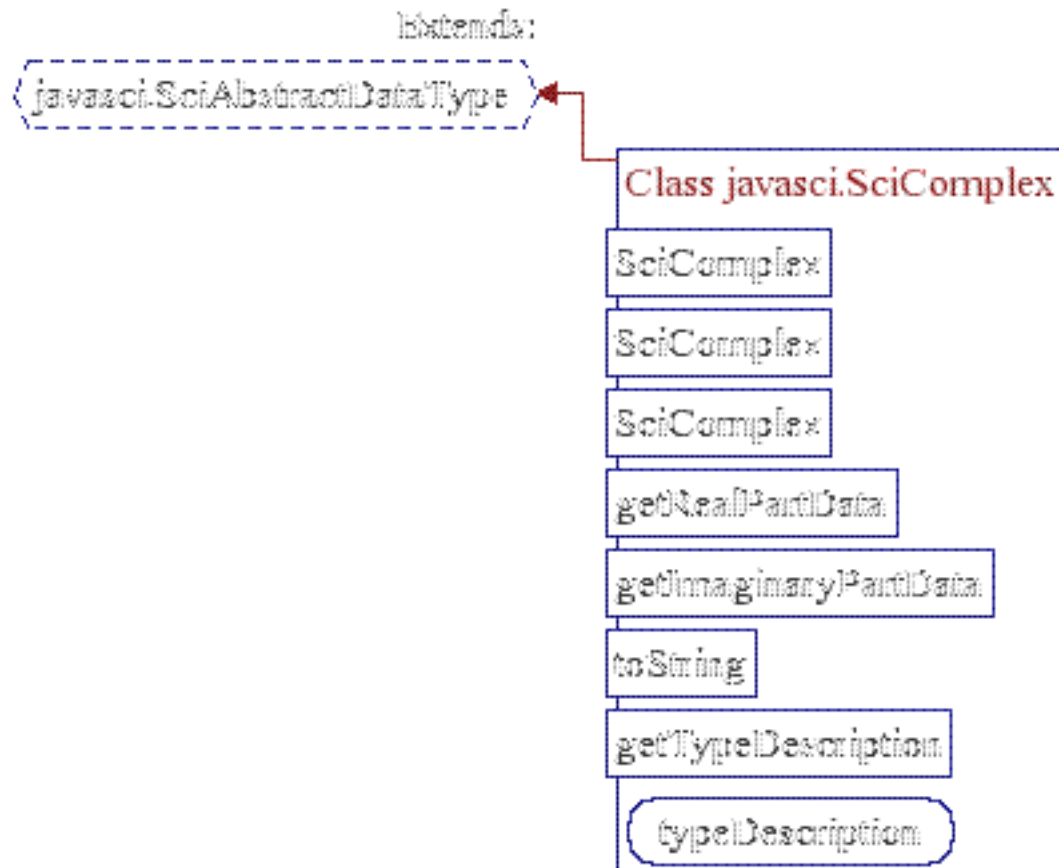 Extends:
javasci.SciAbstractDataType
Class javasci.SciComplex
SciComplex
SciComplex
SciComplex
getRealPartData
getImaginaryPartData
toString
getTypeDescription
typeDescription